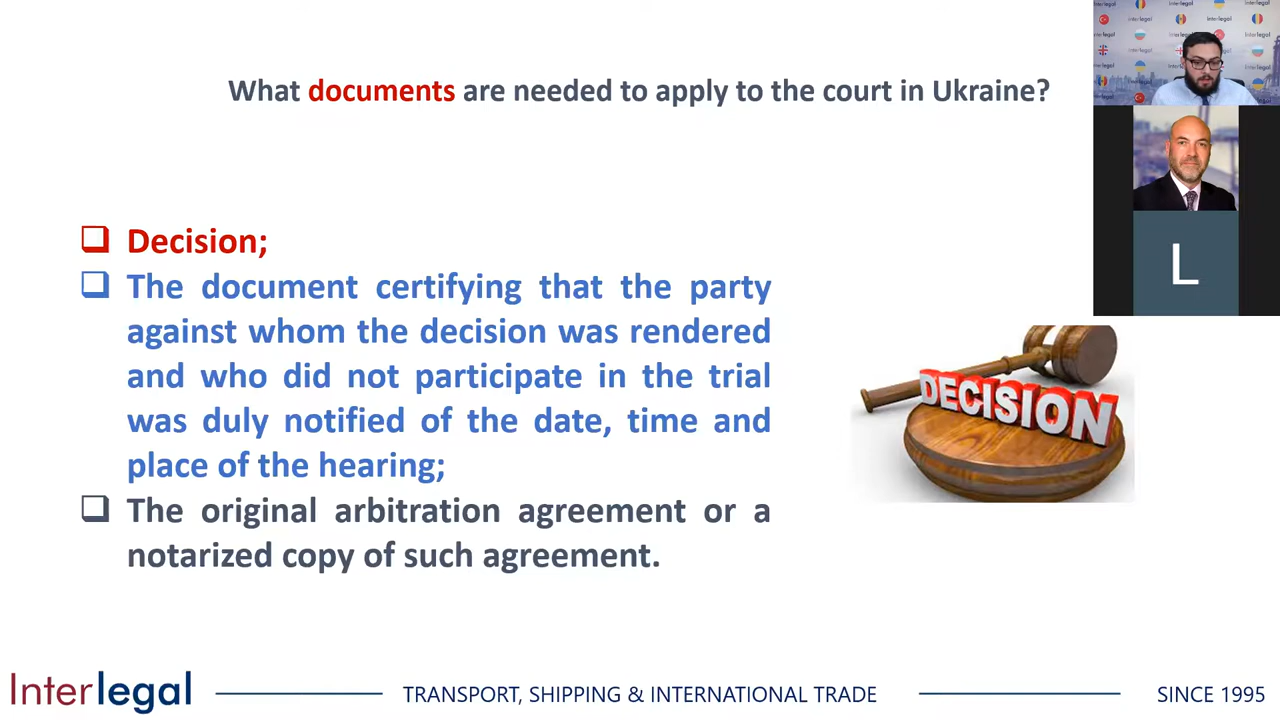 What documents are needed to apply to the court in Ukraine?
Decision;
The document certifying that the party
against whom the decision was rendered
and who did not participate in the trial
was duly notified of the date, time and
place of the hearing;
The original arbitration agreement or a
notarized copy of such agreement.
DECISION
L
Interlegal
TRANSPORT, SHIPPING & INTERNATIONAL TRADE
SINCE 1995